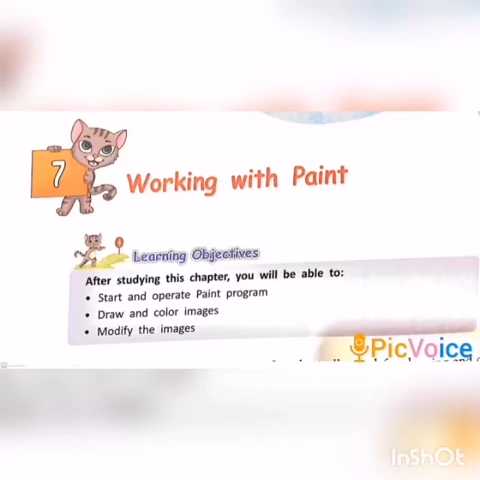 7
Working with Paint
Learning Objectives
After studying this chapter, you will be able to:
• Start and operate Paint program
• Draw and color images
• Modify the images
PicVoice
InShOt